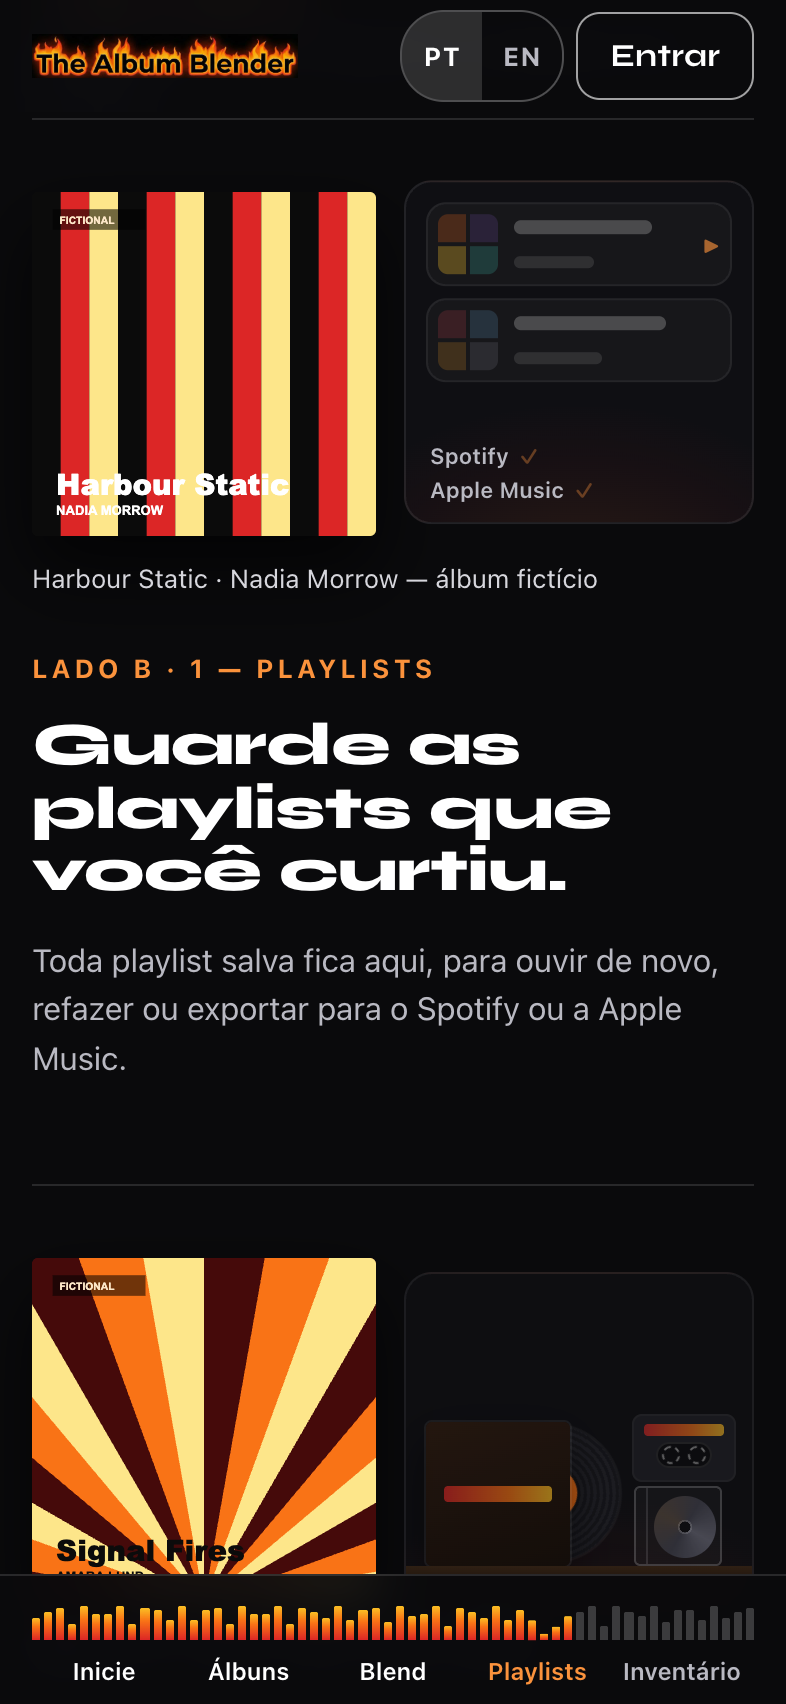 The Album Blender
PT EN Entrar
FICTIONAL
Harbour Static
NADIA MORROW
Spotify ✓
Apple Music ✓
Harbour Static · Nadia Morrow — álbum fictício
LADO B · 1 — PLAYLISTS
Guarde as
playlists que
você curtiu.
Toda playlist salva fica aqui, para ouvir de novo,
refazer ou exportar para o Spotify ou a Apple
Music.
FICTIONAL
Signal Fires
Inicie Álbuns Blend Playlists Inventário